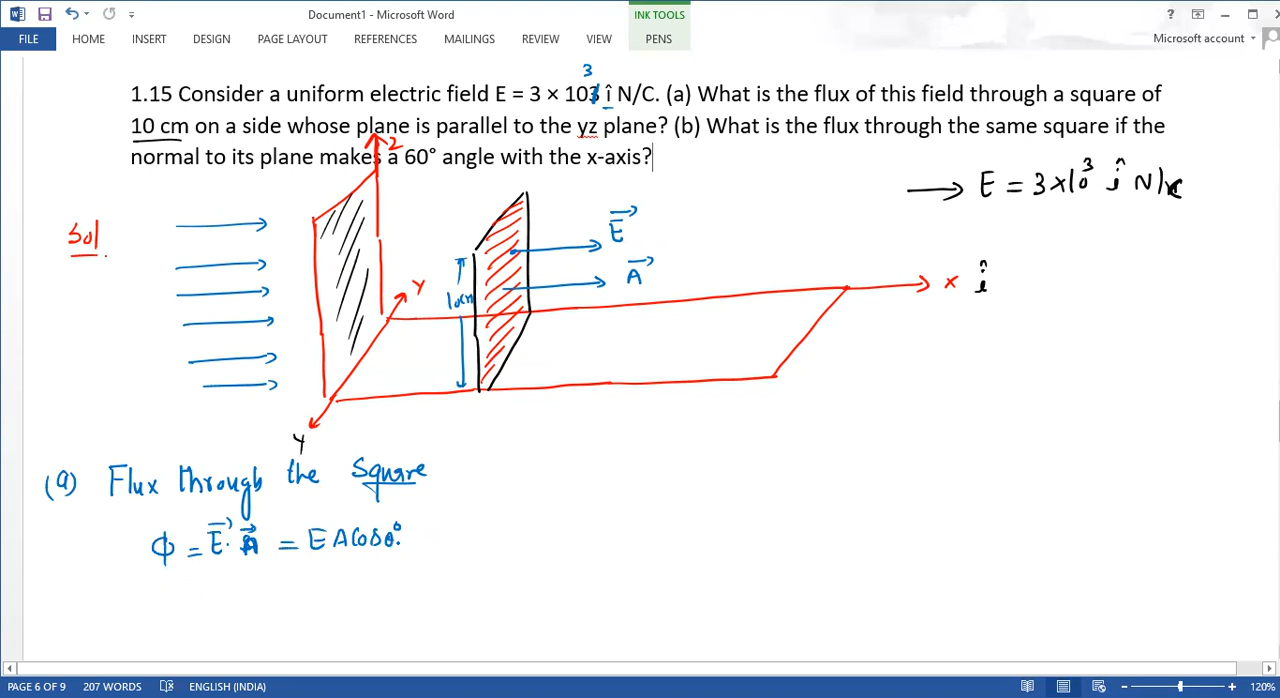 Document1 - Microsoft Word
INK TOOLS
FILE HOME INSERT DESIGN PAGE LAYOUT REFERENCES MAILINGS REVIEW VIEW PENS
Microsoft account
3
1.15 Consider a uniform electric field E = 3 × 103 î N/C. (a) What is the flux of this field through a square of
10 cm on a side whose plane is parallel to the yz plane? (b) What is the flux through the same square if the
normal to its plane makes a 60° angle with the x-axis?
Z
→ E = 3×10³ î N/C
Sol
E⃗
A⃗
Y
10cm
x î
Y
(a) Flux through the square
ϕ = E⃗. A⃗ = E A Cos0°.
PAGE 6 OF 9 207 WORDS ENGLISH (INDIA) 120%